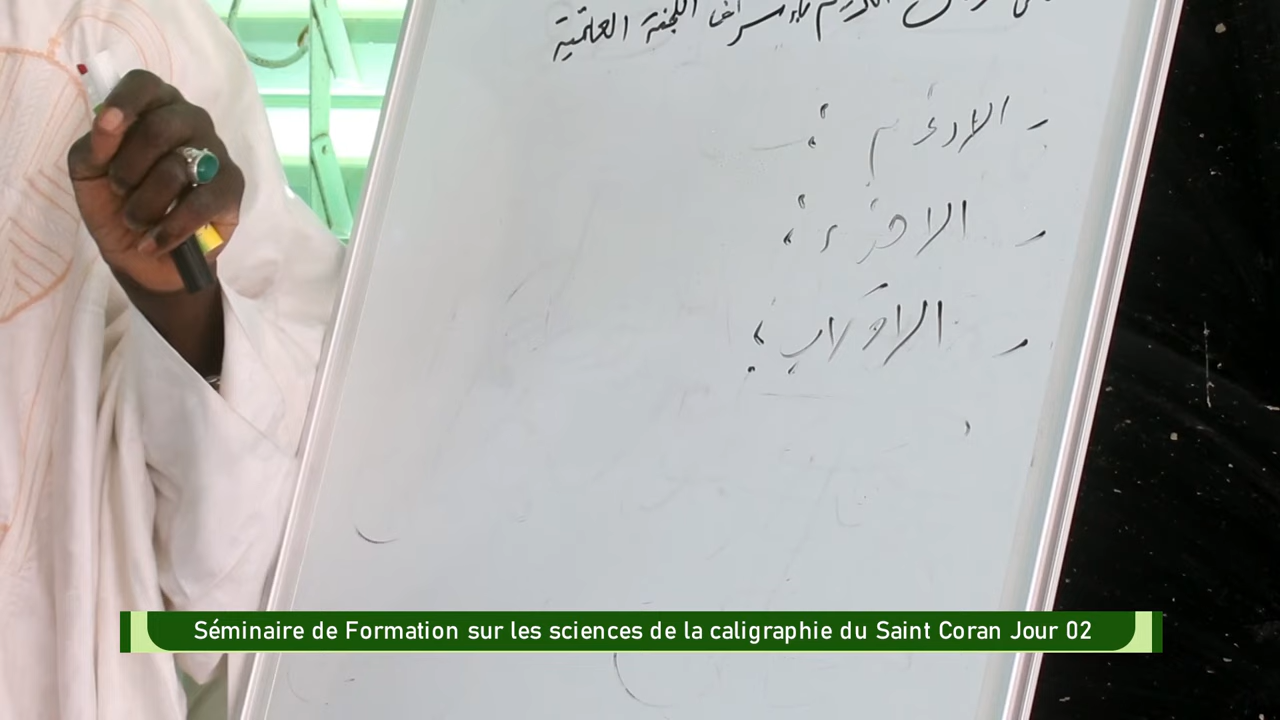 بإشراف اللجنة العلمية
- الإدغام :
- الإقلاب :
Séminaire de Formation sur les sciences de la caligraphie du Saint Coran Jour 02